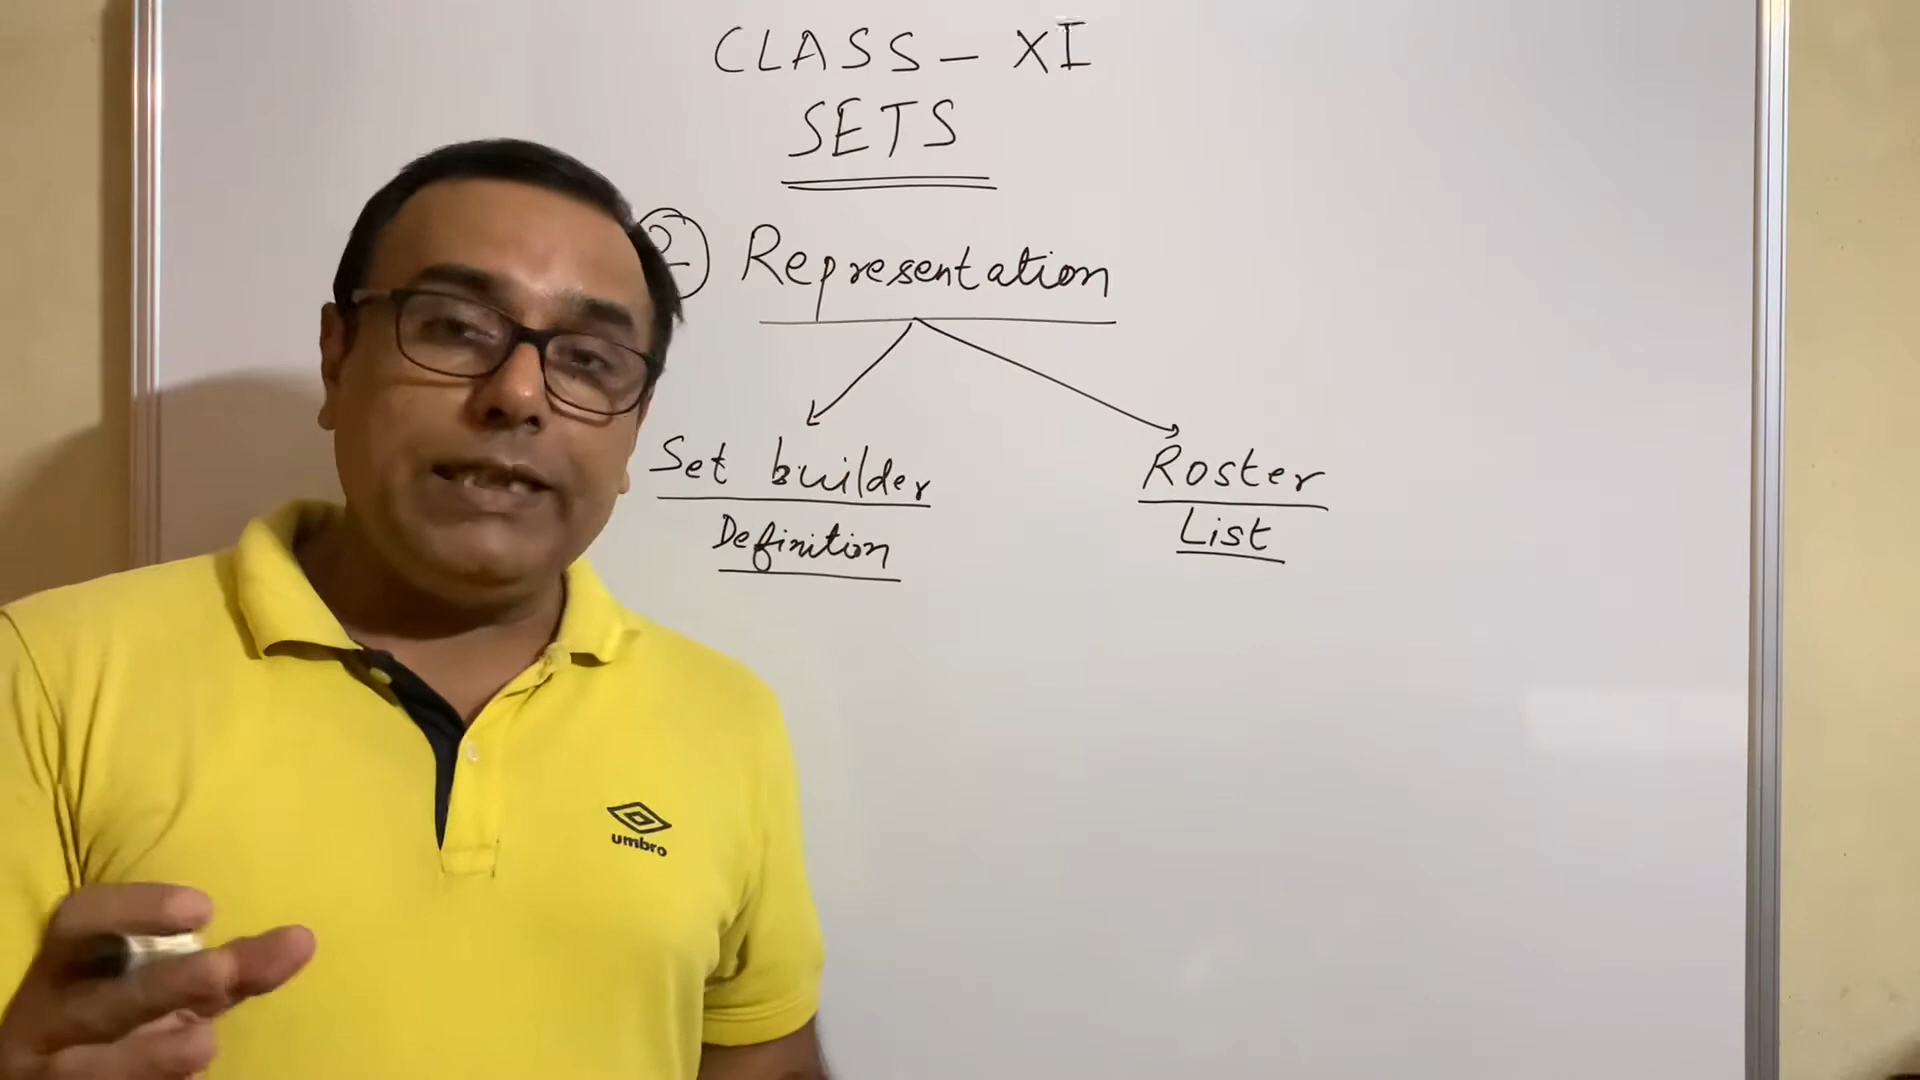 CLASS – XI
SETS
2 Representation
Set builder
Definition
Roster
List
umbro